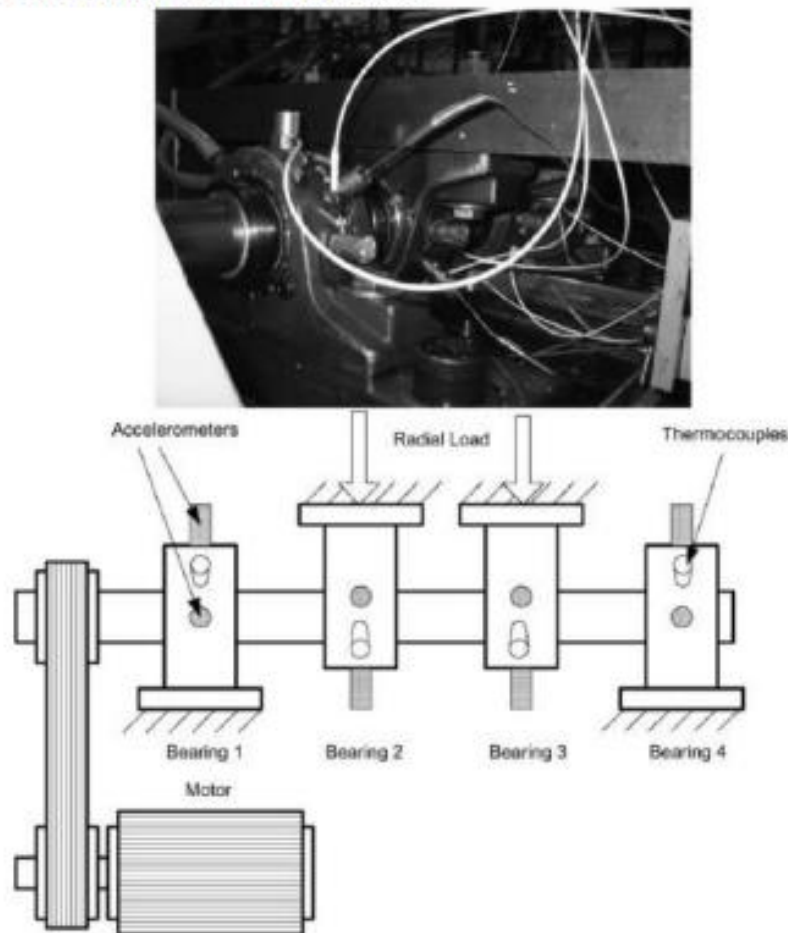 Accelerometers
Radial Load
Thermocouples
Bearing 1
Bearing 2
Bearing 3
Bearing 4
Motor